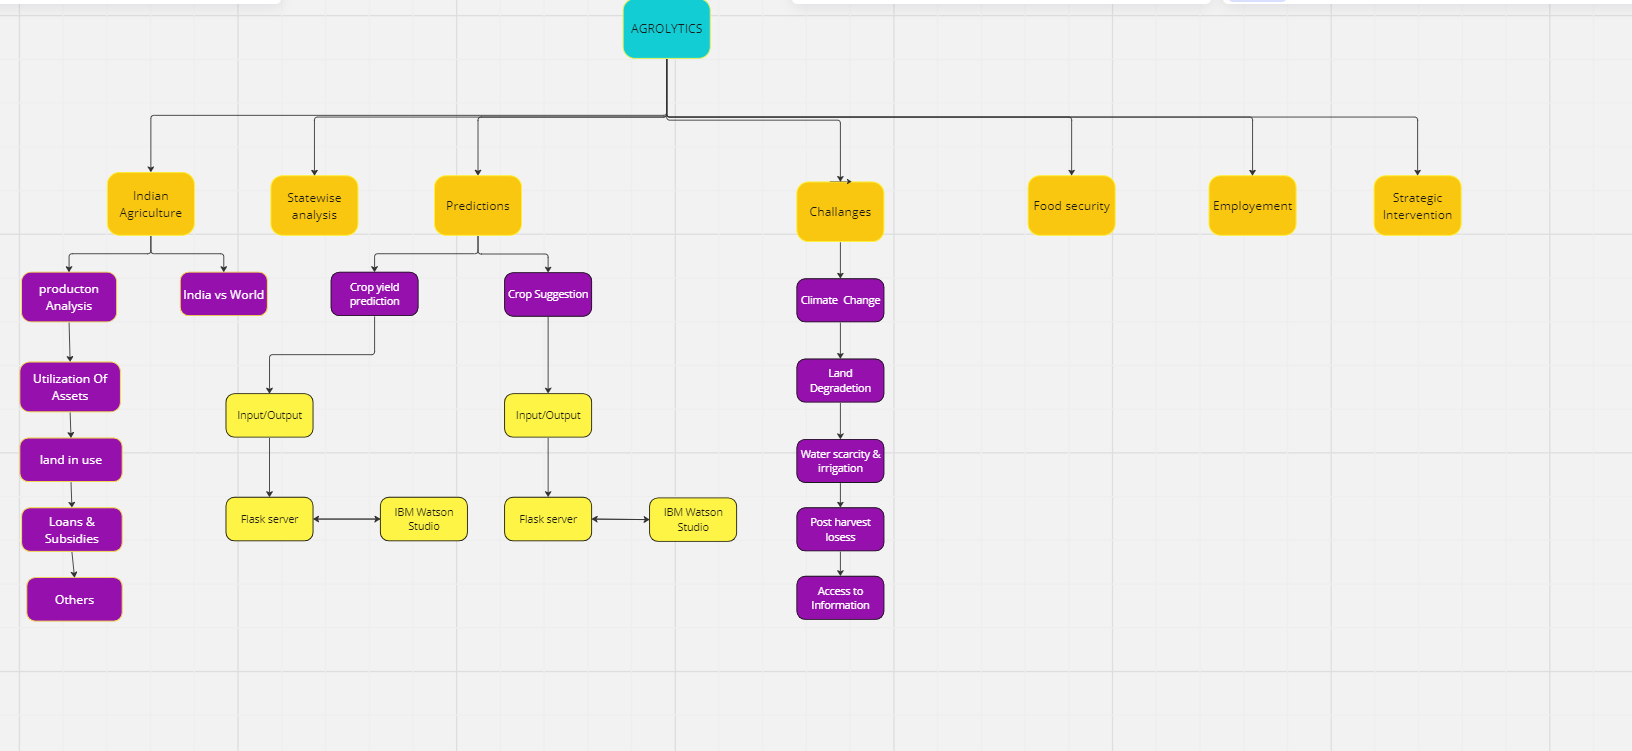 AGROLYTICS
Indian
Agriculture
Statewise
analysis
Predictions
Challanges
Food security
Employement
Strategic
Intervention
producton
Analysis
India vs World
Crop yield
prediction
Crop Suggestion
Climate Change
Utilization Of
Assets
Land
Degradetion
Input/Output
Input/Output
land in use
Water scarcity &
irrigation
Loans &
Subsidies
Flask server
IBM Watson
Studio
Flask server
IBM Watson
Studio
Post harvest
losess
Others
Access to
Information